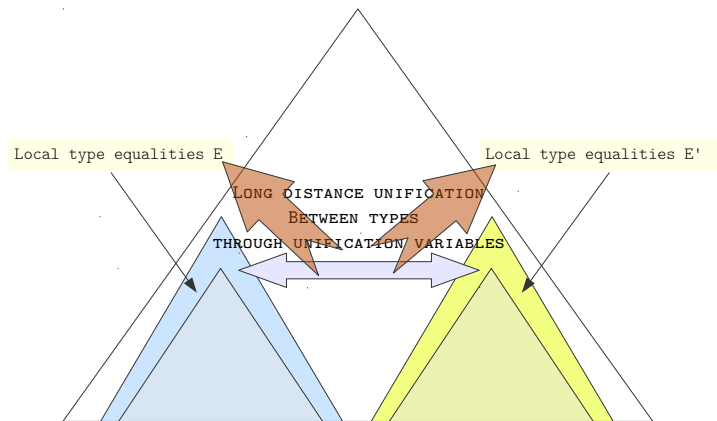 Local type equalities E
Local type equalities E'
Long distance unification
Between types
through unification variables